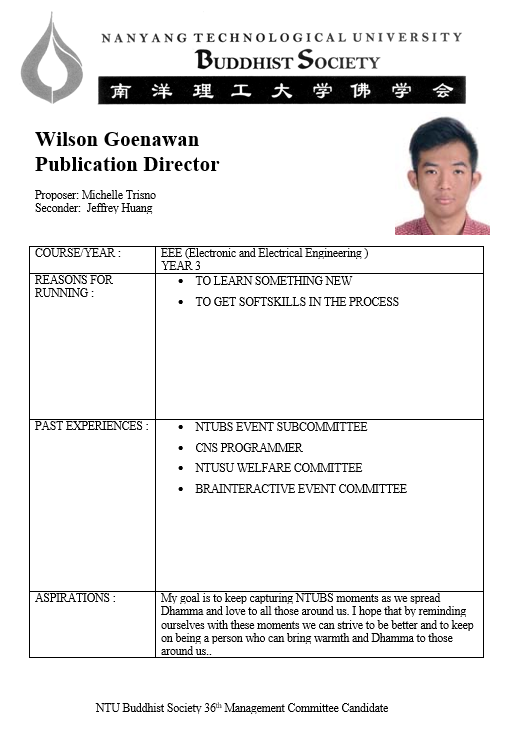 NANYANG TECHNOLOGICAL UNIVERSITY
BUDDHIST SOCIETY
南洋理工大学佛学会
Wilson Goenawan
Publication Director
Proposer: Michelle Trisno
Seconder: Jeffrey Huang
COURSE/YEAR :
EEE (Electronic and Electrical Engineering )
YEAR 3
REASONS FOR
RUNNING :
• TO LEARN SOMETHING NEW
• TO GET SOFTSKILLS IN THE PROCESS
PAST EXPERIENCES :
• NTUBS EVENT SUBCOMMITTEE
• CNS PROGRAMMER
• NTUSU WELFARE COMMITTEE
• BRAINTERACTIVE EVENT COMMITTEE
ASPIRATIONS :
My goal is to keep capturing NTUBS moments as we spread
Dhamma and love to all those around us. I hope that by reminding
ourselves with these moments we can strive to be better and to keep
on being a person who can bring warmth and Dhamma to those
around us..
NTU Buddhist Society 36th Management Committee Candidate